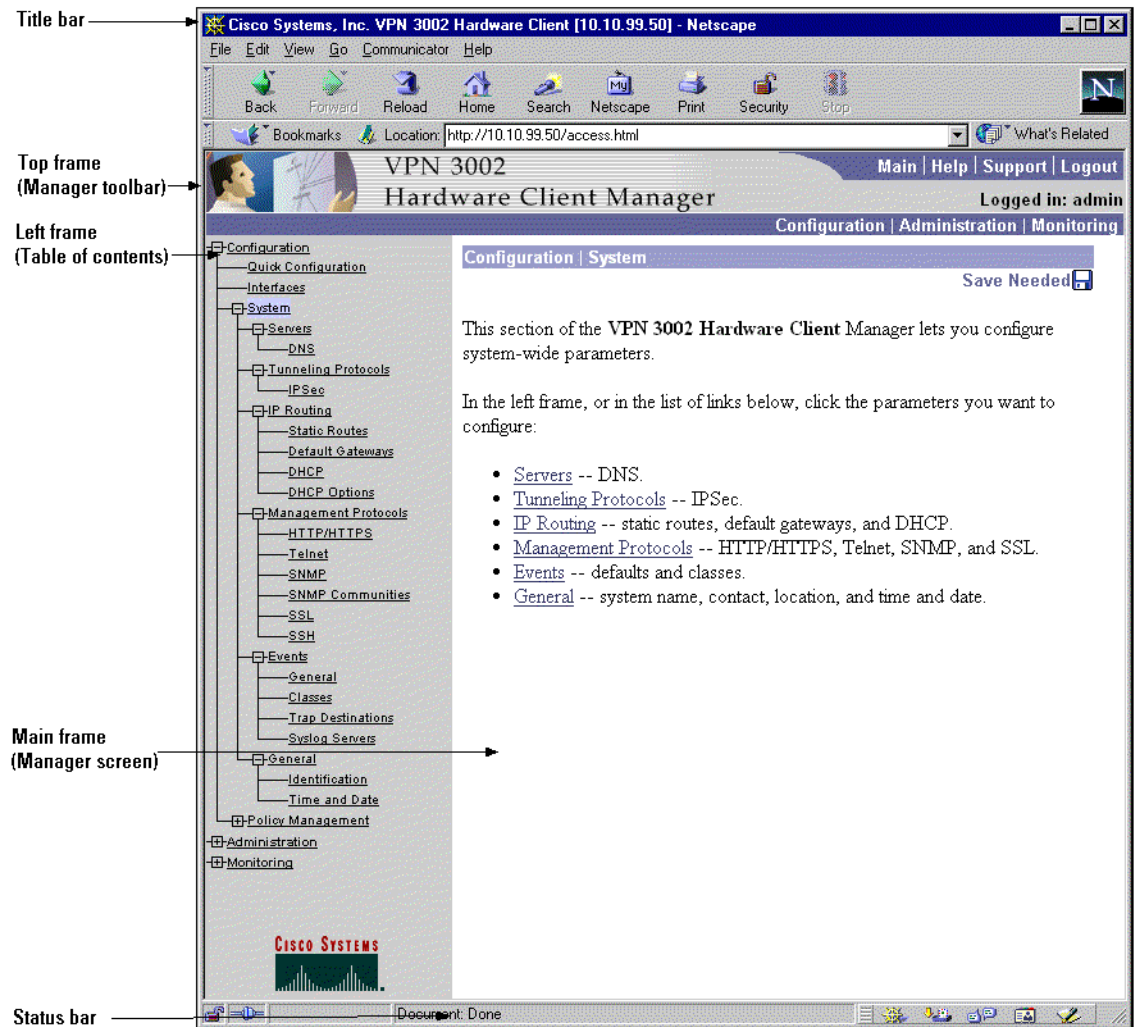 Title bar
Cisco Systems, Inc. VPN 3002 Hardware Client [10.10.99.50] - Netscape
File Edit View Go Communicator Help
Back Forward Reload Home Search My Netscape Print Security Stop
N
Bookmarks Location: http://10.10.99.50/access.html What's Related
Top frame
(Manager toolbar)
VPN 3002
Hardware Client Manager
Main | Help | Support | Logout
Logged in: admin
Configuration | Administration | Monitoring
Left frame
(Table of contents)
Configuration
Quick Configuration
Interfaces
System
Servers
DNS
Tunneling Protocols
IPSec
IP Routing
Static Routes
Default Gateways
DHCP
DHCP Options
Management Protocols
HTTP/HTTPS
Telnet
SNMP
SNMP Communities
SSL
SSH
Events
General
Classes
Trap Destinations
Syslog Servers
General
Identification
Time and Date
Policy Management
Administration
Monitoring
CISCO SYSTEMS
Configuration | System
Save Needed
This section of the VPN 3002 Hardware Client Manager lets you configure
system-wide parameters.
In the left frame, or in the list of links below, click the parameters you want to
configure:
• Servers -- DNS.
• Tunneling Protocols -- IPSec.
• IP Routing -- static routes, default gateways, and DHCP.
• Management Protocols -- HTTP/HTTPS, Telnet, SNMP, and SSL.
• Events -- defaults and classes.
• General -- system name, contact, location, and time and date.
Main frame
(Manager screen)
Status bar
Document: Done